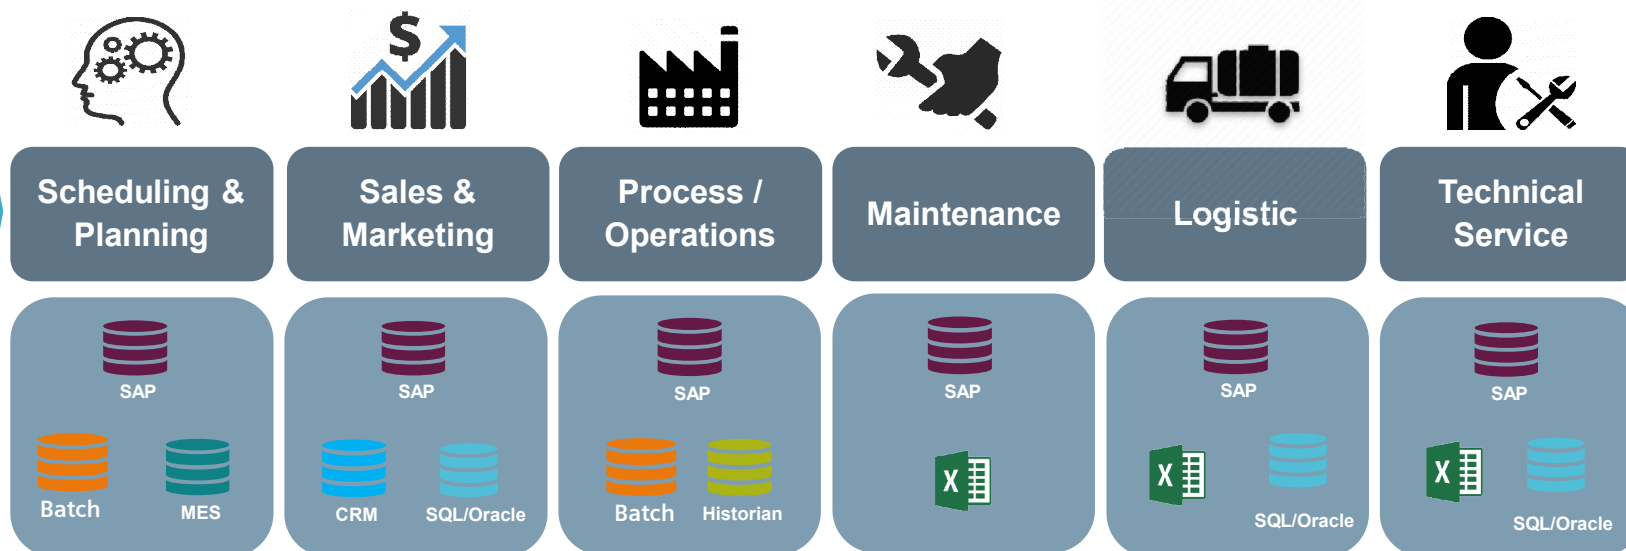 $
Scheduling &
Planning
Sales &
Marketing
Process /
Operations
Maintenance
Logistic
Technical
Service
SAP
SAP
SAP
SAP
SAP
SAP
Batch
MES
CRM
SQL/Oracle
Batch
Historian
X
X
SQL/Oracle
X
SQL/Oracle